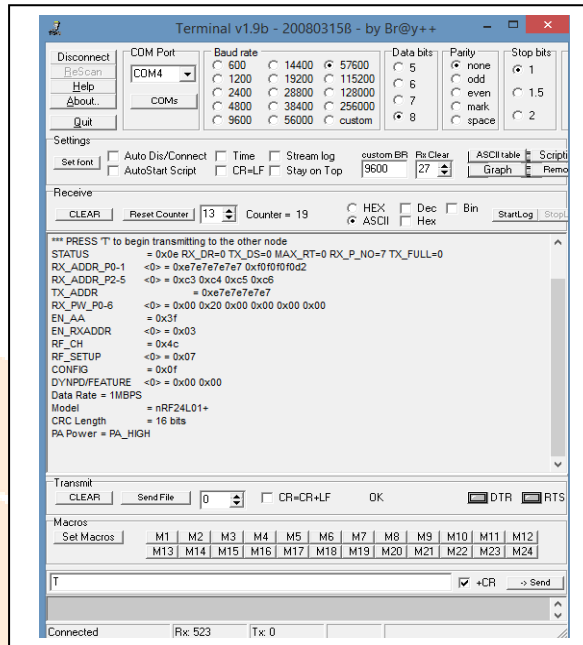 Terminal v1.9b - 20080315ß - by Br@y++
Disconnect
ReScan
Help
About..
Quit
COM Port
COM4
COMs
Baud rate
600 14400 57600
1200 19200 115200
2400 28800 128000
4800 38400 256000
9600 56000 custom
Data bits
5
6
7
8
Parity
none
odd
even
mark
space
Stop bits
1
1.5
2
Settings
Set font
Auto Dis/Connect Time Stream log custom BR Rx Clear ASCII table Scripti
AutoStart Script CR=LF Stay on Top 9600 27 Graph Remo
Receive
CLEAR Reset Counter 13 Counter = 19 HEX Dec Bin
ASCII Hex StartLog StopL
*** PRESS 'T' to begin transmitting to the other node
STATUS = 0x0e RX_DR=0 TX_DS=0 MAX_RT=0 RX_P_NO=7 TX_FULL=0
RX_ADDR_P0-1 <0> = 0xe7e7e7e7e7 0xf0f0f0f0d2
RX_ADDR_P2-5 <0> = 0xc3 0xc4 0xc5 0xc6
TX_ADDR = 0xe7e7e7e7e7
RX_PW_P0-6 <0> = 0x00 0x20 0x00 0x00 0x00 0x00
EN_AA = 0x3f
EN_RXADDR <0> = 0x03
RF_CH = 0x4c
RF_SETUP <0> = 0x07
CONFIG = 0x0f
DYNPD/FEATURE <0> = 0x00 0x00
Data Rate = 1MBPS
Model = nRF24L01+
CRC Length = 16 bits
PA Power = PA_HIGH
Transmit
CLEAR Send File 0 CR=CR+LF OK DTR RTS
Macros
Set Macros M1 M2 M3 M4 M5 M6 M7 M8 M9 M10 M11 M12
M13 M14 M15 M16 M17 M18 M19 M20 M21 M22 M23 M24
T +CR -> Send
Connected Rx: 523 Tx: 0